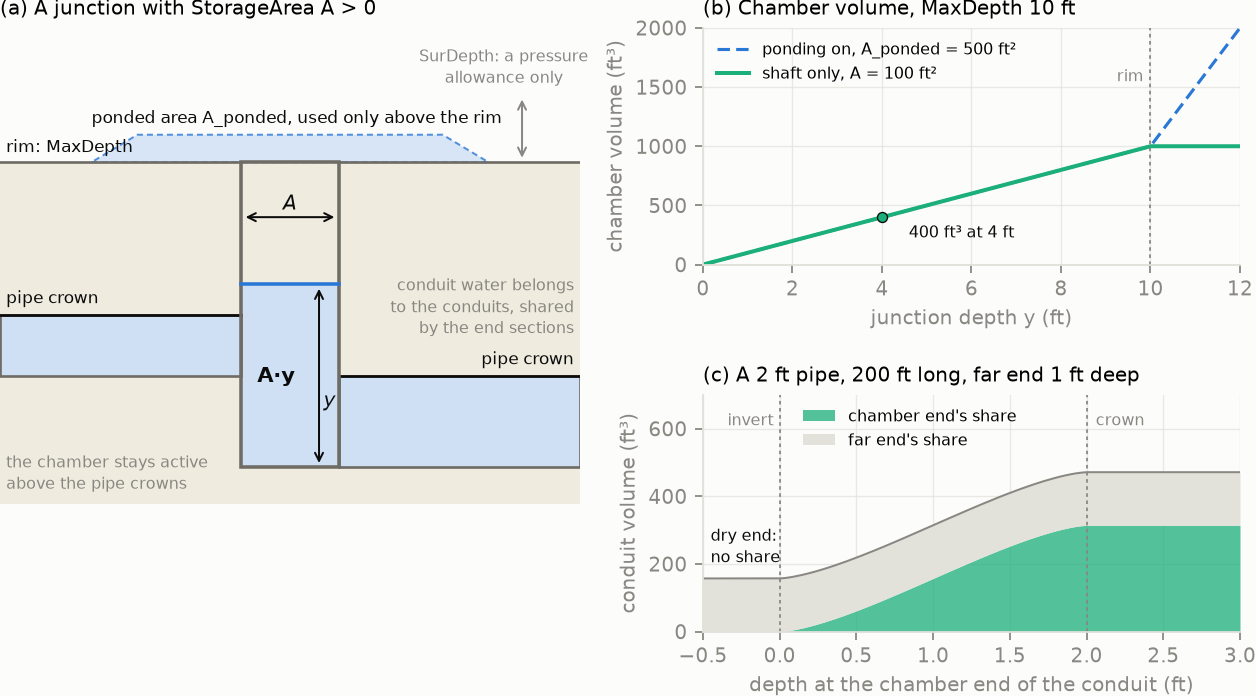 (a) A junction with StorageArea A > 0
SurDepth: a pressure
allowance only
ponded area A_ponded, used only above the rim
rim: MaxDepth
A
pipe crown
conduit water belongs
to the conduits, shared
by the end sections
pipe crown
A·y
y
the chamber stays active
above the pipe crowns
(b) Chamber volume, MaxDepth 10 ft
chamber volume (ft³)
2000
1500
1000
500
0
ponding on, A_ponded = 500 ft²
shaft only, A = 100 ft²
rim
400 ft³ at 4 ft
0 2 4 6 8 10 12
junction depth y (ft)
(c) A 2 ft pipe, 200 ft long, far end 1 ft deep
conduit volume (ft³)
600
400
200
0
invert
chamber end's share
far end's share
crown
dry end:
no share
−0.5 0.0 0.5 1.0 1.5 2.0 2.5 3.0
depth at the chamber end of the conduit (ft)